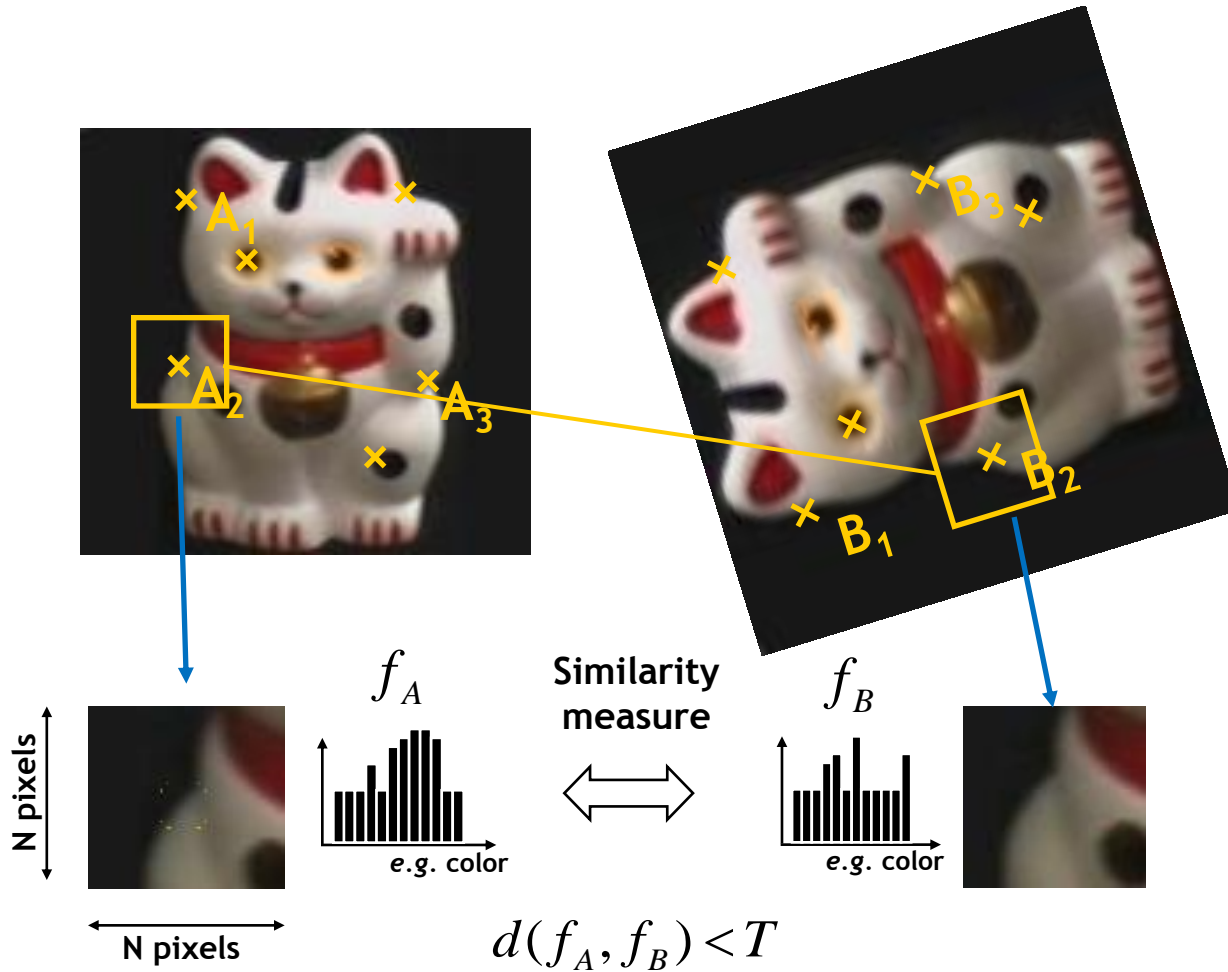 A₁
A₂
A₃
B₃
B₂
B₁
f_A
Similarity
measure
f_B
N pixels
e.g. color
e.g. color
N pixels
d(f_A, f_B) < T